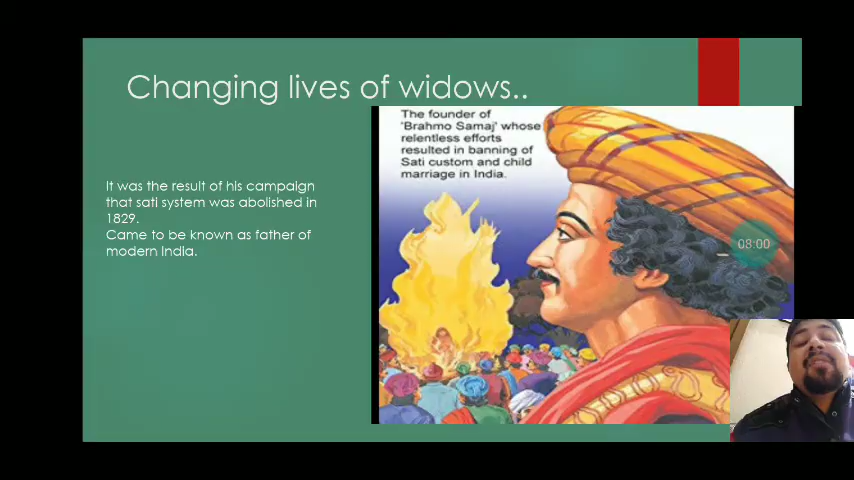 Changing lives of widows..
It was the result of his campaign
that sati system was abolished in
1829.
Came to be known as father of
modern India.
The founder of
'Brahmo Samaj' whose
relentless efforts
resulted in banning of
Sati custom and child
marriage in India.
08:00